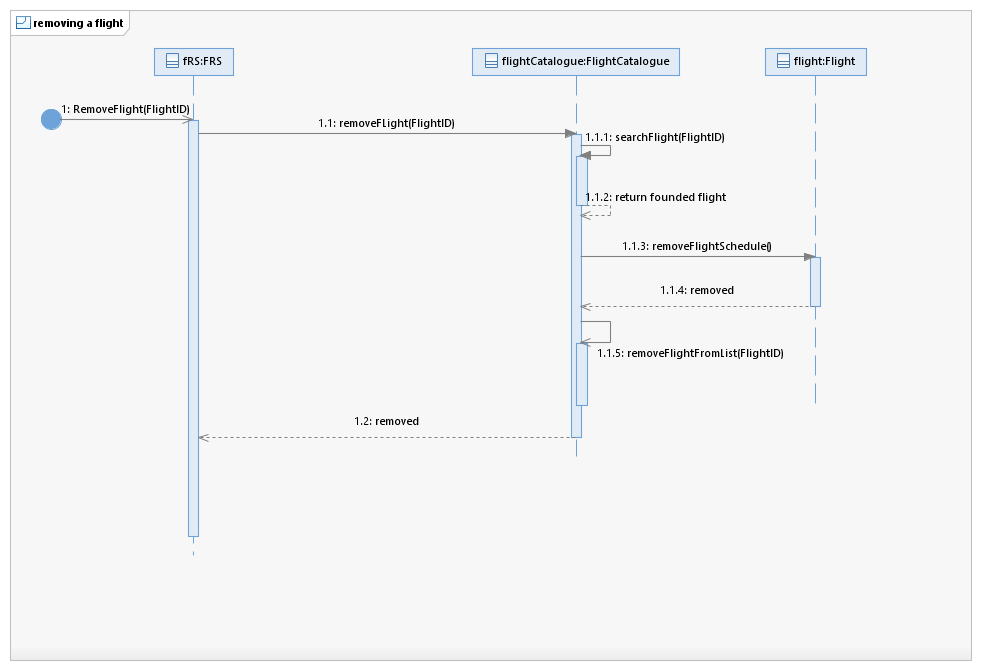 removing a flight
fRS:FRS
flightCatalogue:FlightCatalogue
flight:Flight
1: RemoveFlight(FlightID)
1.1: removeFLight(FlightID)
1.1.1: searchFlight(FlightID)
1.1.2: return founded flight
1.1.3: removeFlightSchedule()
1.1.4: removed
1.1.5: removeFlightFromList(FlightID)
1.2: removed